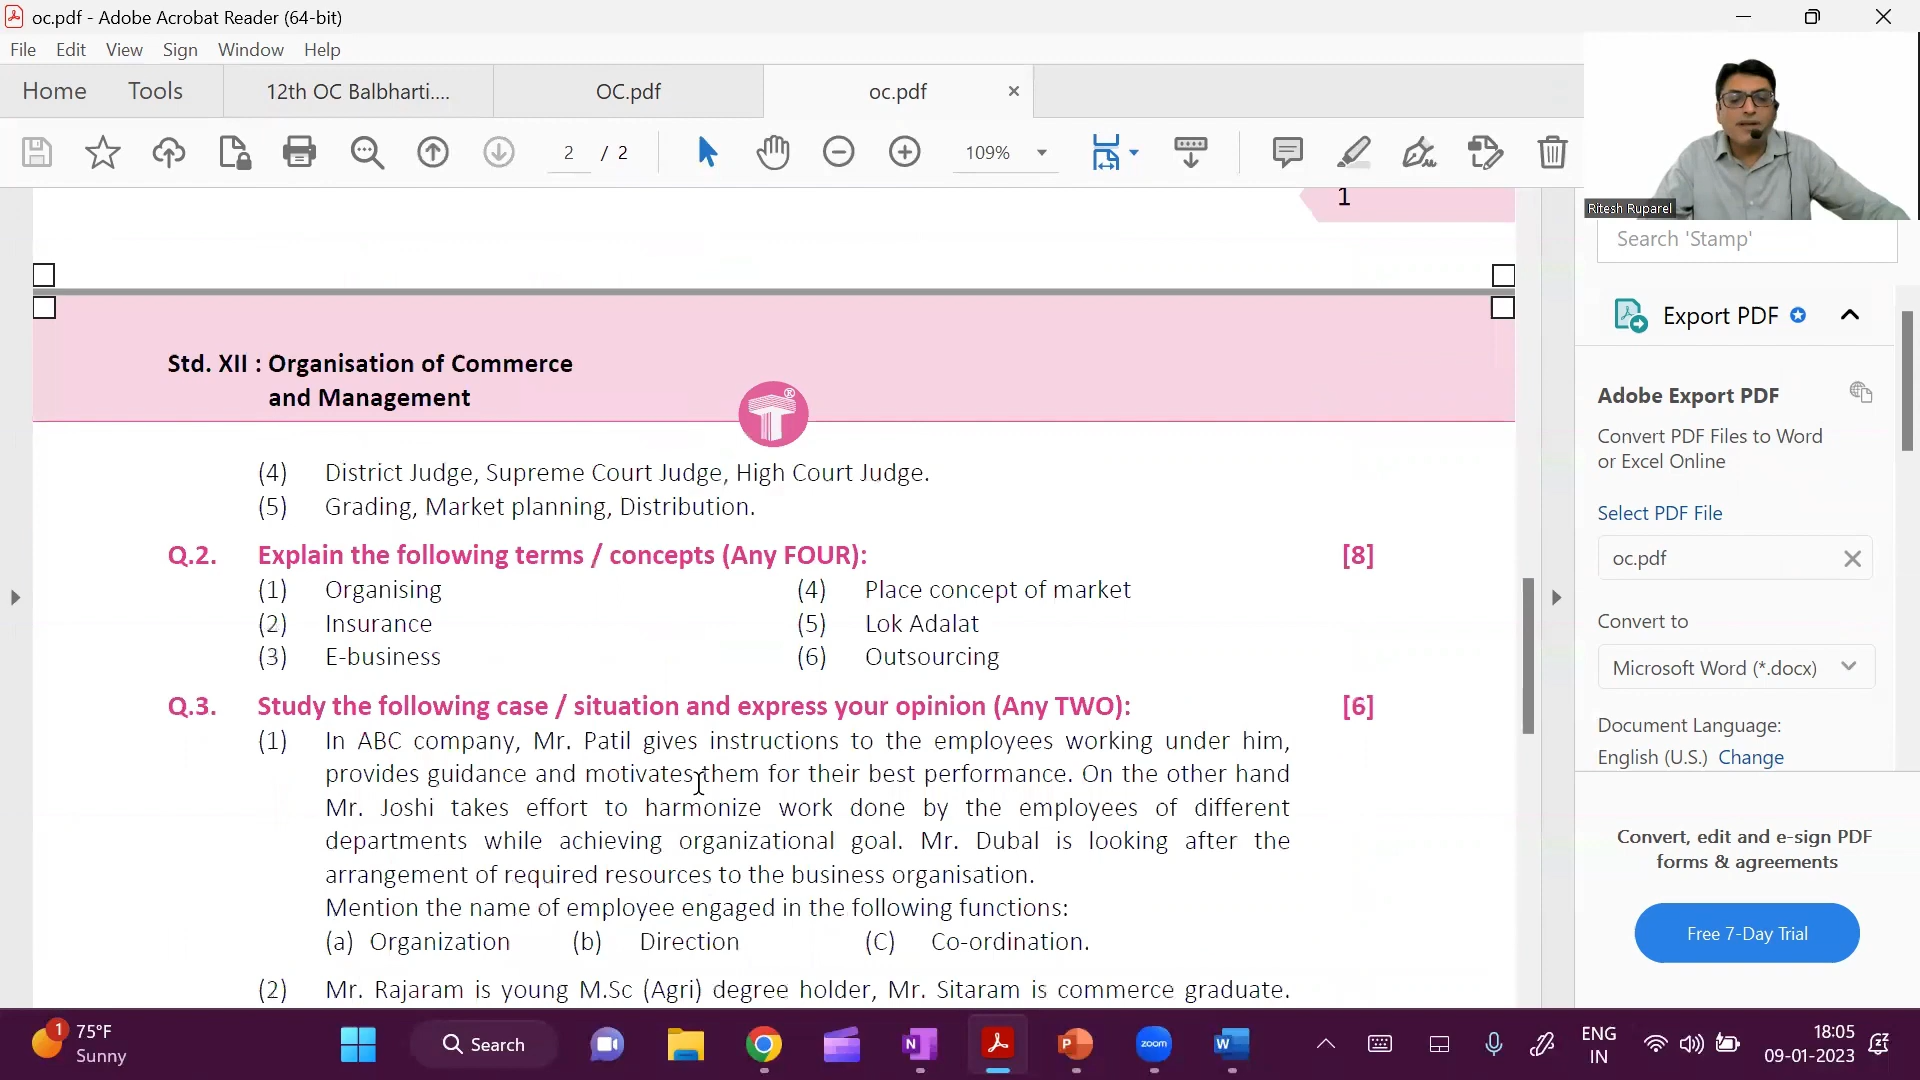 oc.pdf - Adobe Acrobat Reader (64-bit)
File Edit View Sign Window Help
Home Tools 12th OC Balbharti.... OC.pdf oc.pdf
2 / 2 109%
Ritesh Ruparel
1
Search 'Stamp'
Export PDF
Adobe Export PDF
Convert PDF Files to Word
or Excel Online
Select PDF File
oc.pdf
Convert to
Microsoft Word (*.docx)
Document Language:
English (U.S.) Change
Convert, edit and e-sign PDF
forms & agreements
Free 7-Day Trial
Std. XII : Organisation of Commerce
and Management
(4) District Judge, Supreme Court Judge, High Court Judge.
(5) Grading, Market planning, Distribution.
Q.2. Explain the following terms / concepts (Any FOUR): [8]
(1) Organising (4) Place concept of market
(2) Insurance (5) Lok Adalat
(3) E-business (6) Outsourcing
Q.3. Study the following case / situation and express your opinion (Any TWO): [6]
(1) In ABC company, Mr. Patil gives instructions to the employees working under him,
provides guidance and motivates them for their best performance. On the other hand
Mr. Joshi takes effort to harmonize work done by the employees of different
departments while achieving organizational goal. Mr. Dubal is looking after the
arrangement of required resources to the business organisation.
Mention the name of employee engaged in the following functions:
(a) Organization (b) Direction (C) Co-ordination.
(2) Mr. Rajaram is young M.Sc (Agri) degree holder, Mr. Sitaram is commerce graduate.
1 75°F
Sunny
Search
zoom
ENG
IN
18:05
09-01-2023